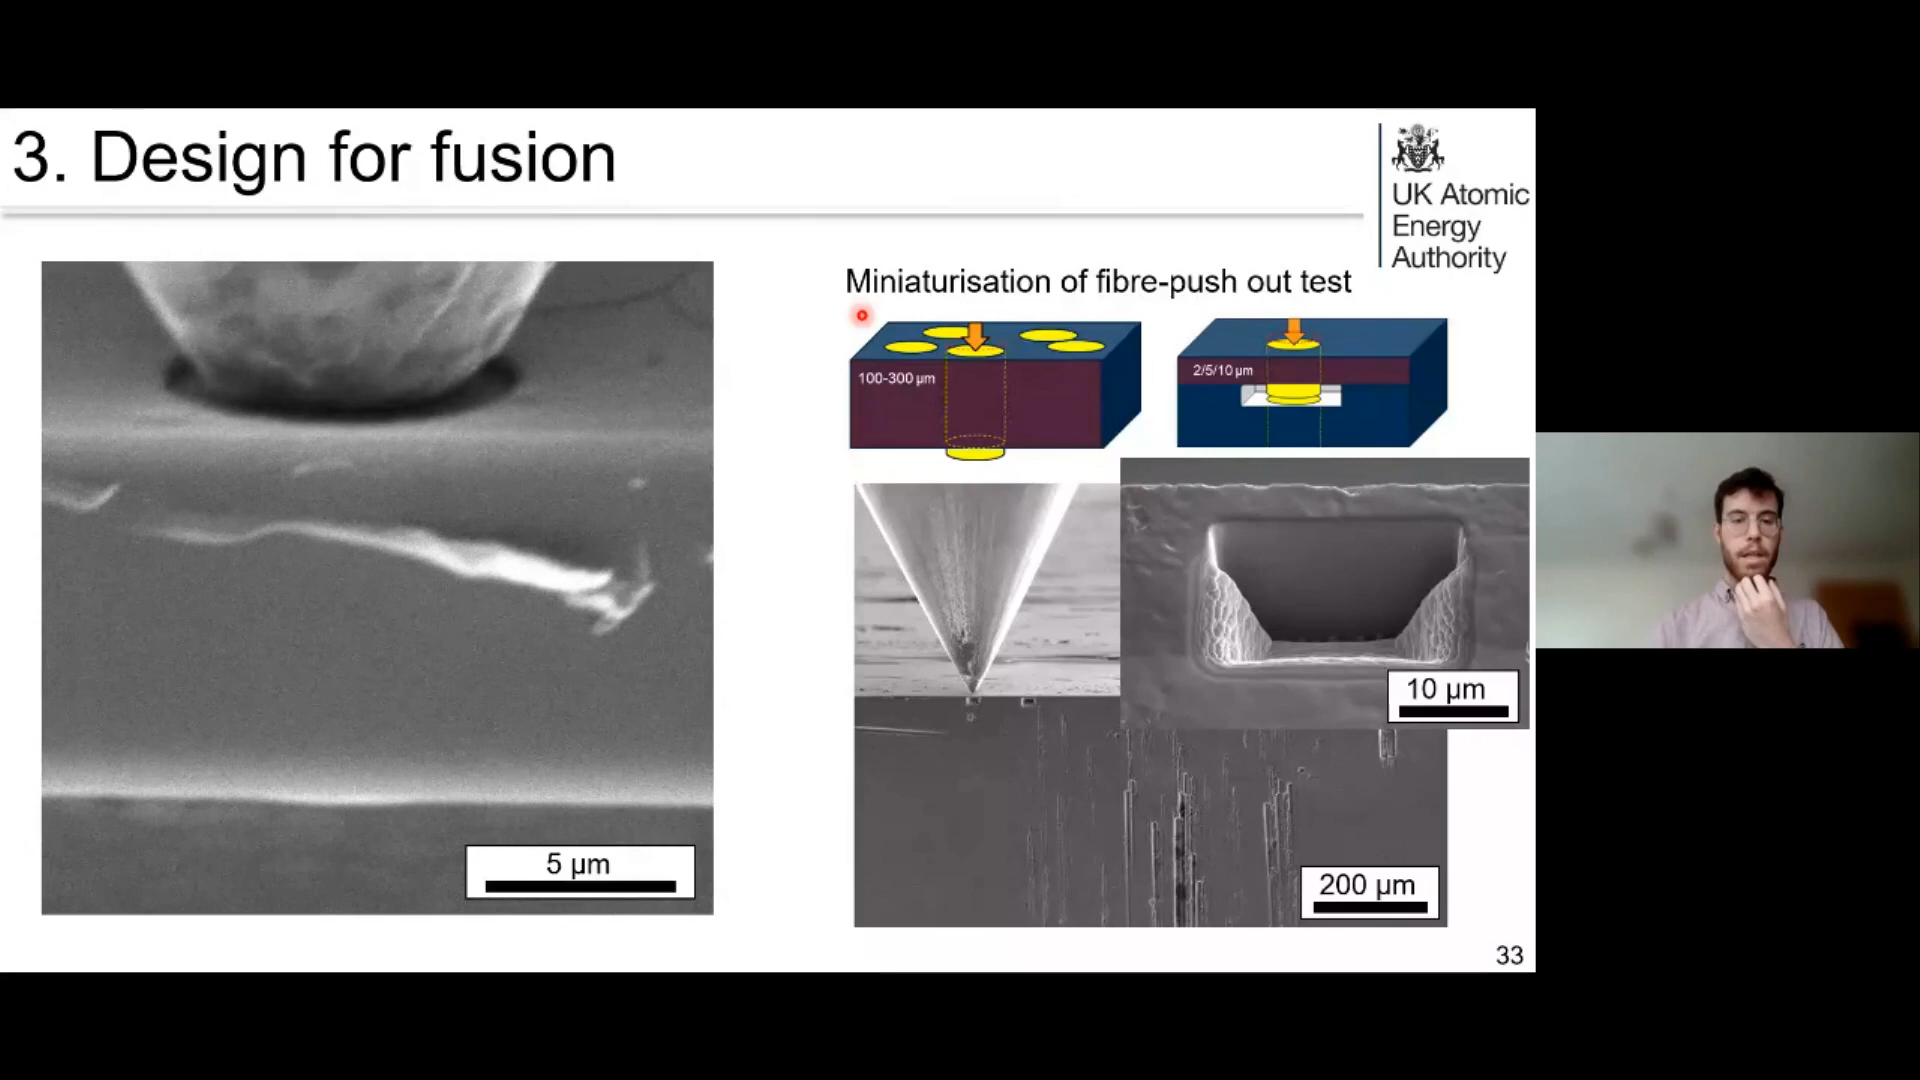 3. Design for fusion
UK Atomic
Energy
Authority
Miniaturisation of fibre-push out test
100-300 µm
2/5/10 µm
10 µm
5 µm
200 µm
33